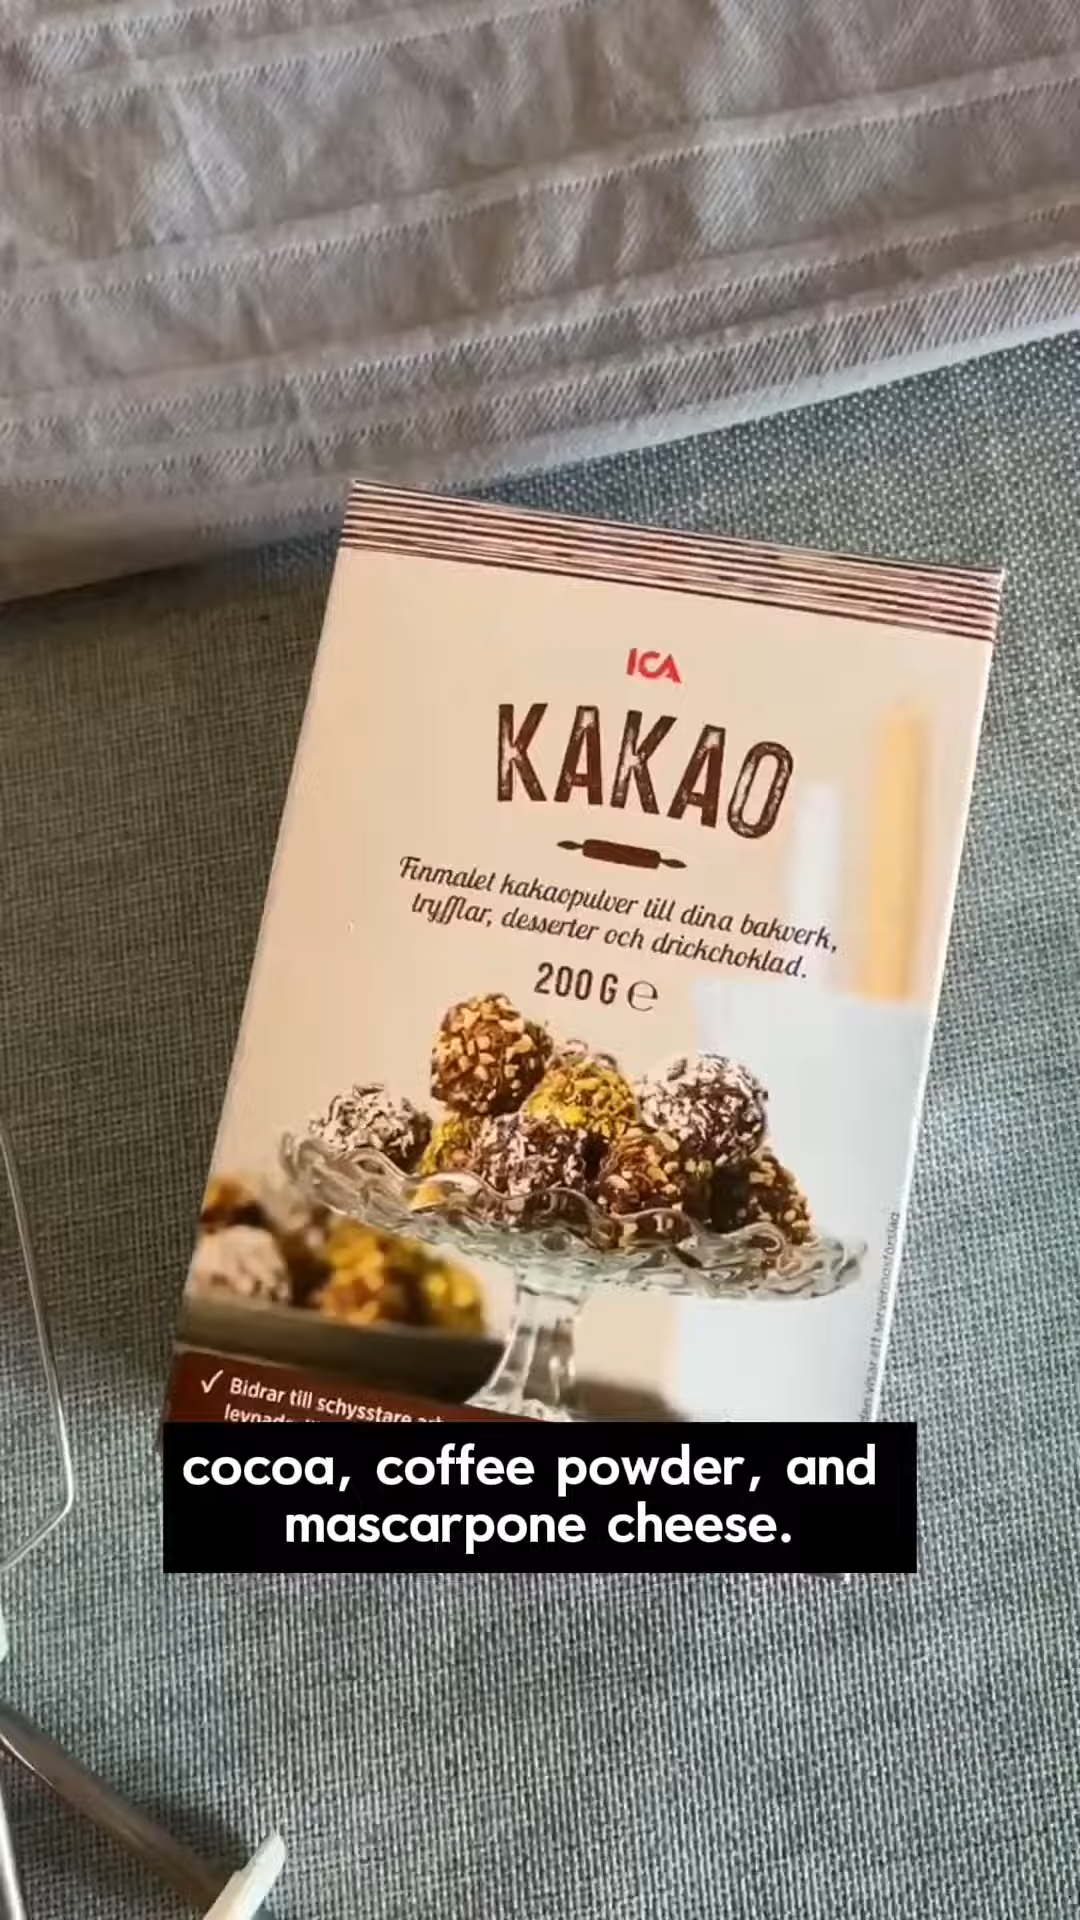 ICA
KAKAO
Finmalet kakaopulver till dina bakverk,
tryfflar, desserter och drickchoklad.
200 G ℮
✓ Bidrar till schysstare
cocoa, coffee powder, and
mascarpone cheese.